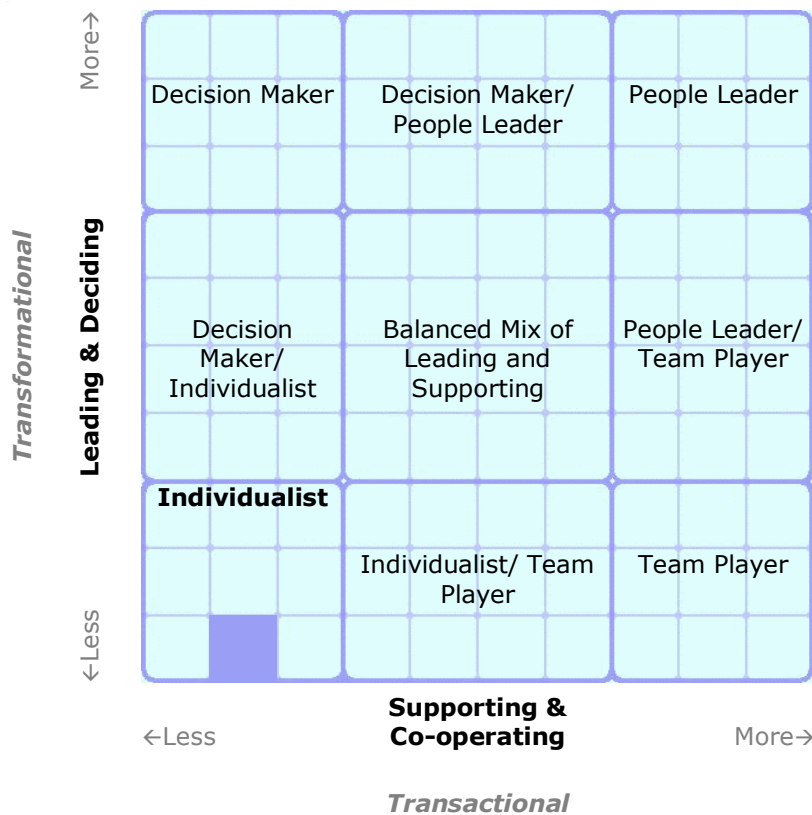 More→
Decision Maker
Decision Maker/
People Leader
People Leader
Transformational
Leading & Deciding
Decision
Maker/
Individualist
Balanced Mix of
Leading and
Supporting
People Leader/
Team Player
Individualist
Individualist/ Team
Player
Team Player
←Less
←Less
Supporting &
Co-operating
More→
Transactional